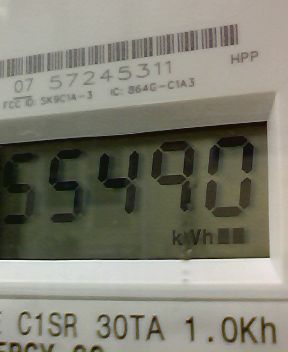 07 57245311
HPP
FCC ID: SK9C1A-3 IC: 864G-C1A3
55490
kWh
C1SR 30TA 1.0Kh